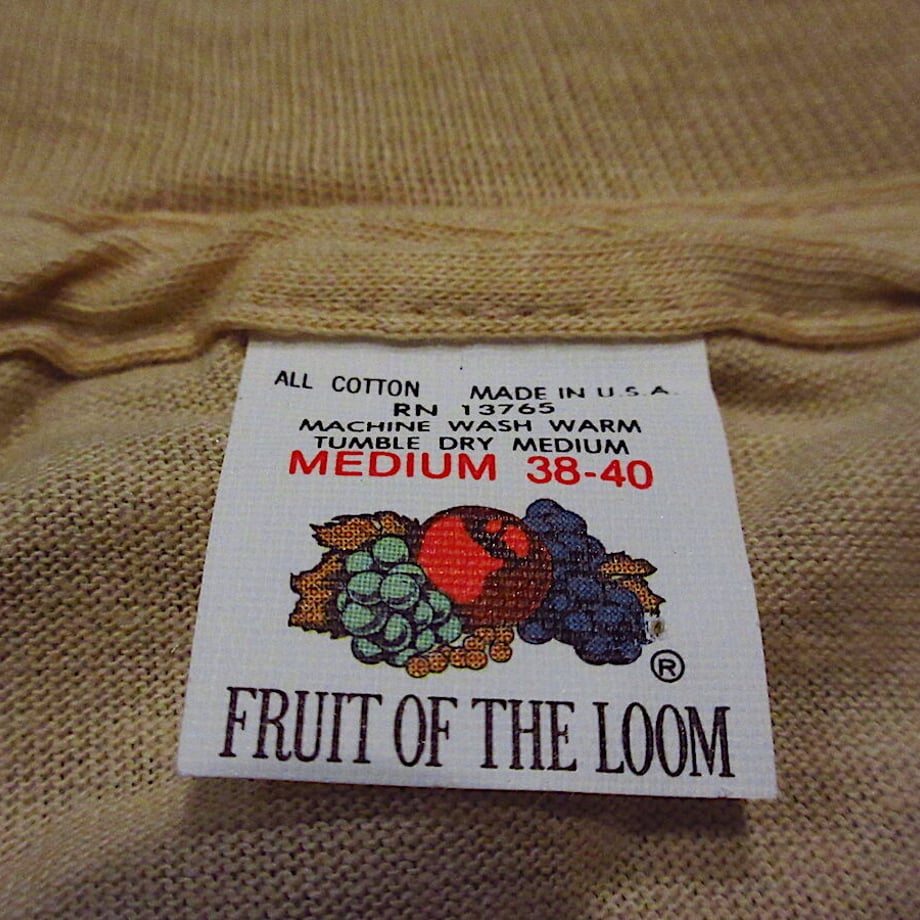 ALL COTTON MADE IN U.S.A.
RN 13765
MACHINE WASH WARM
TUMBLE DRY MEDIUM
MEDIUM 38-40
®
FRUIT OF THE LOOM